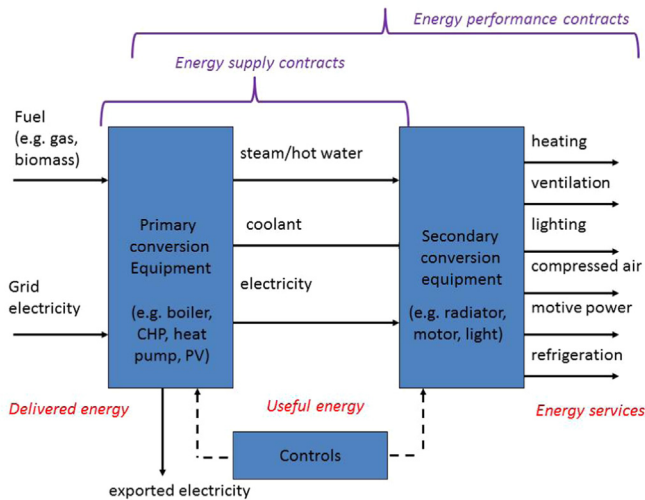 Energy performance contracts
Energy supply contracts
Fuel
(e.g. gas,
biomass)
Grid
electricity
Primary
conversion
Equipment
(e.g. boiler,
CHP, heat
pump, PV)
steam/hot water
coolant
electricity
Secondary
conversion
equipment
(e.g. radiator,
motor, light)
heating
ventilation
lighting
compressed air
motive power
refrigeration
Delivered energy
Useful energy
Energy services
Controls
exported electricity